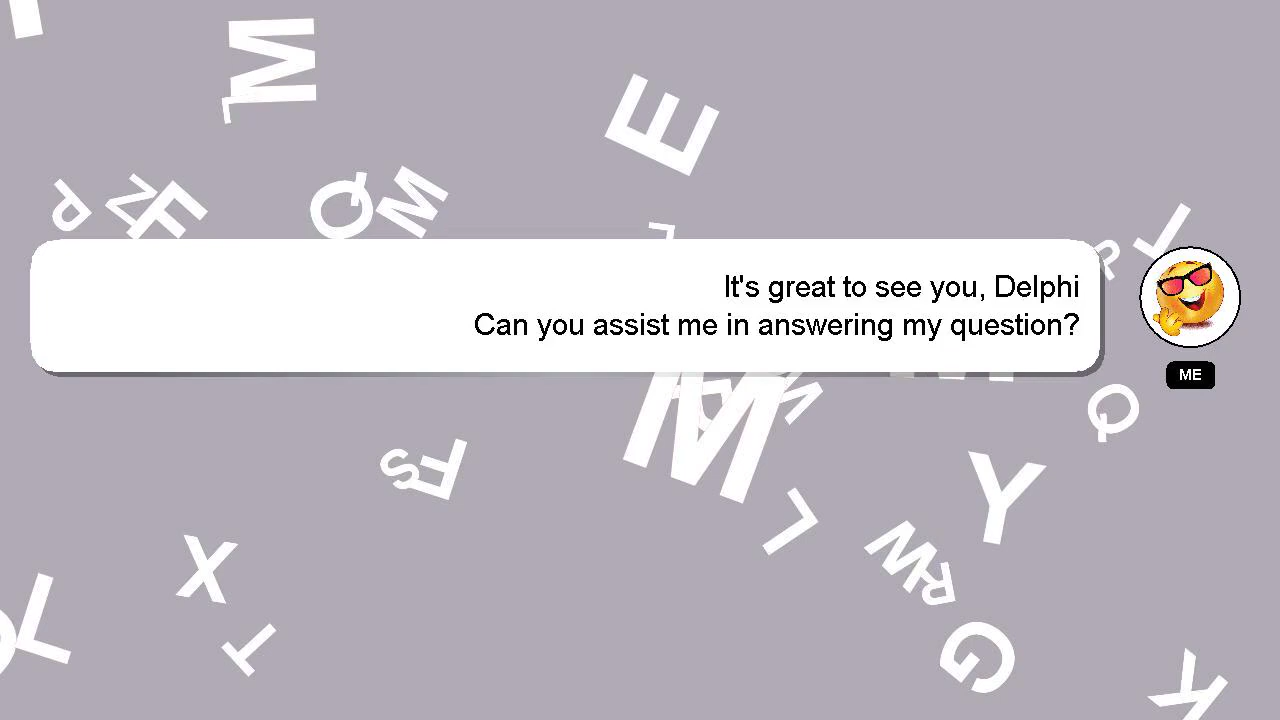 It's great to see you, Delphi
Can you assist me in answering my question?
ME
M
L
E
P
Z
F
Q
M
L
P
L
M
Q
S
F
Y
L
X
W
R
T
G
K